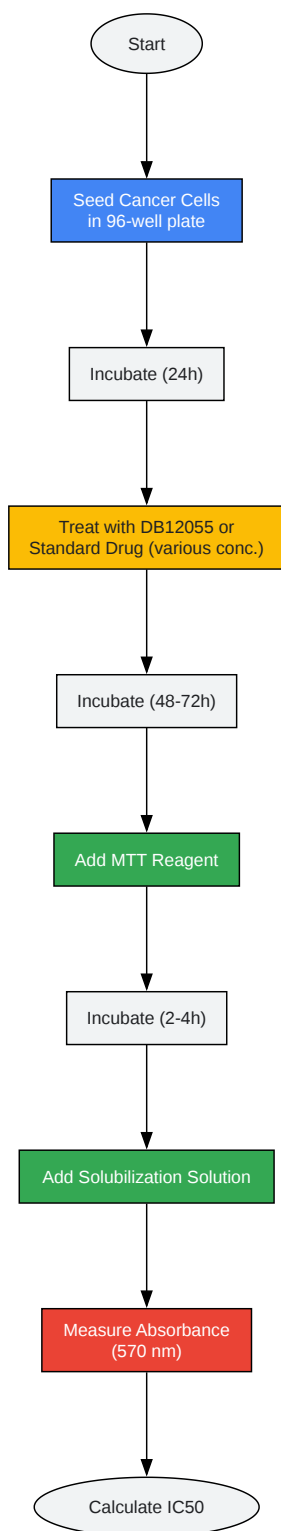 Start
Seed Cancer Cells
in 96-well plate
Incubate (24h)
Treat with DB12055 or
Standard Drug (various conc.)
Incubate (48-72h)
Add MTT Reagent
Incubate (2-4h)
Add Solubilization Solution
Measure Absorbance
(570 nm)
Calculate IC50